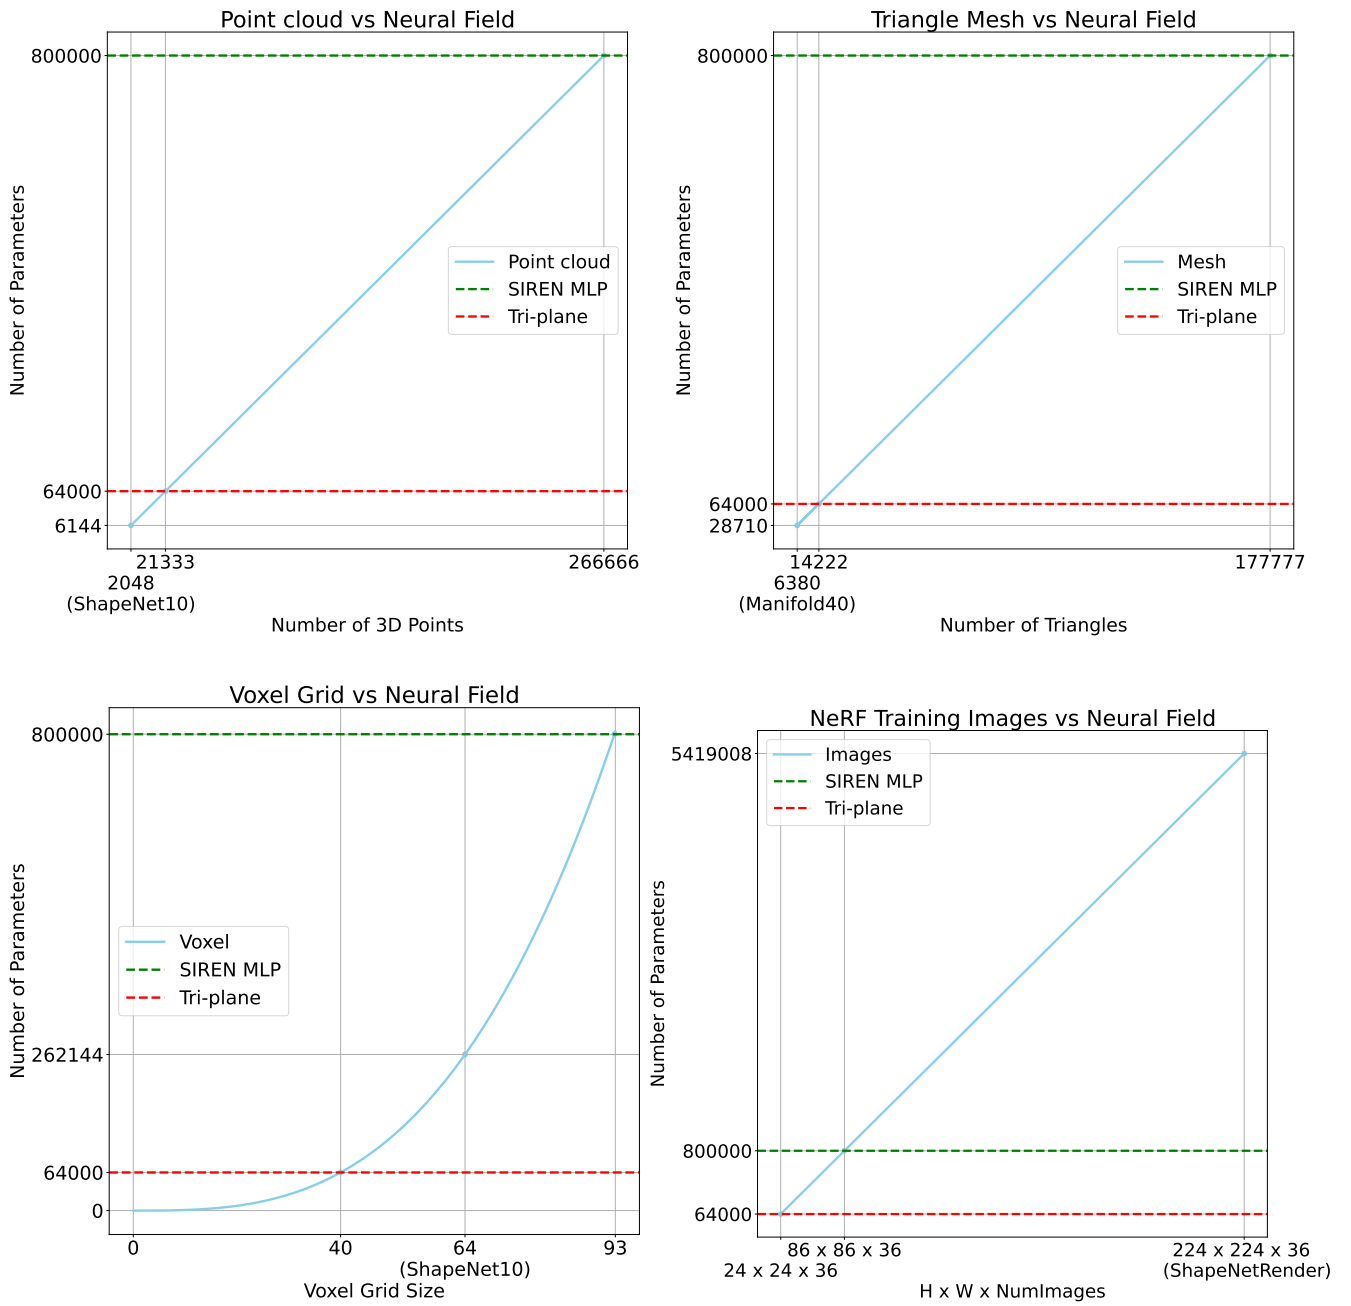 Point cloud vs Neural Field
800000
64000
6144
Number of Parameters
Point cloud
SIREN MLP
Tri-plane
21333
266666
2048
(ShapeNet10)
Number of 3D Points
Triangle Mesh vs Neural Field
800000
64000
28710
Number of Parameters
Mesh
SIREN MLP
Tri-plane
14222
177777
6380
(Manifold40)
Number of Triangles
Voxel Grid vs Neural Field
800000
262144
64000
0
Number of Parameters
Voxel
SIREN MLP
Tri-plane
0
40
64
93
(ShapeNet10)
Voxel Grid Size
NeRF Training Images vs Neural Field
5419008
800000
64000
Number of Parameters
Images
SIREN MLP
Tri-plane
86 x 86 x 36
224 x 224 x 36
24 x 24 x 36
(ShapeNetRender)
H x W x NumImages